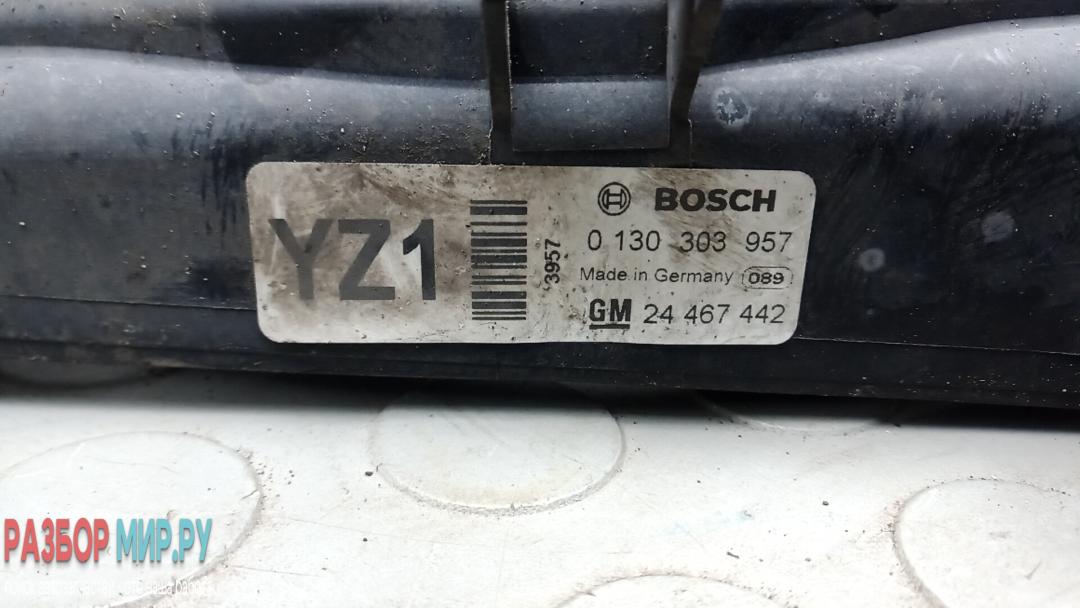 YZ1
3957
BOSCH
0 130 303 957
Made in Germany 089
GM 24 467 442
РАЗБОР МИР.РУ